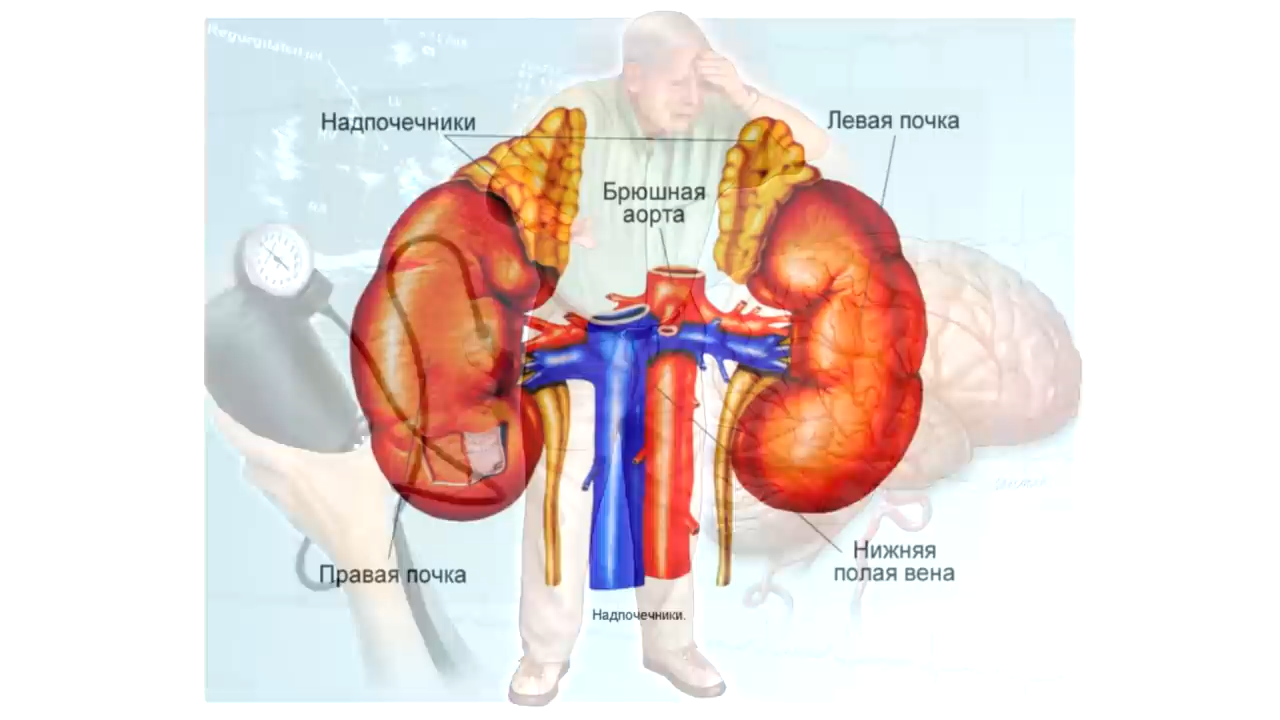 Надпочечники
Левая почка
Брюшная
аорта
Нижняя
полая вена
Правая почка
Надпочечники.